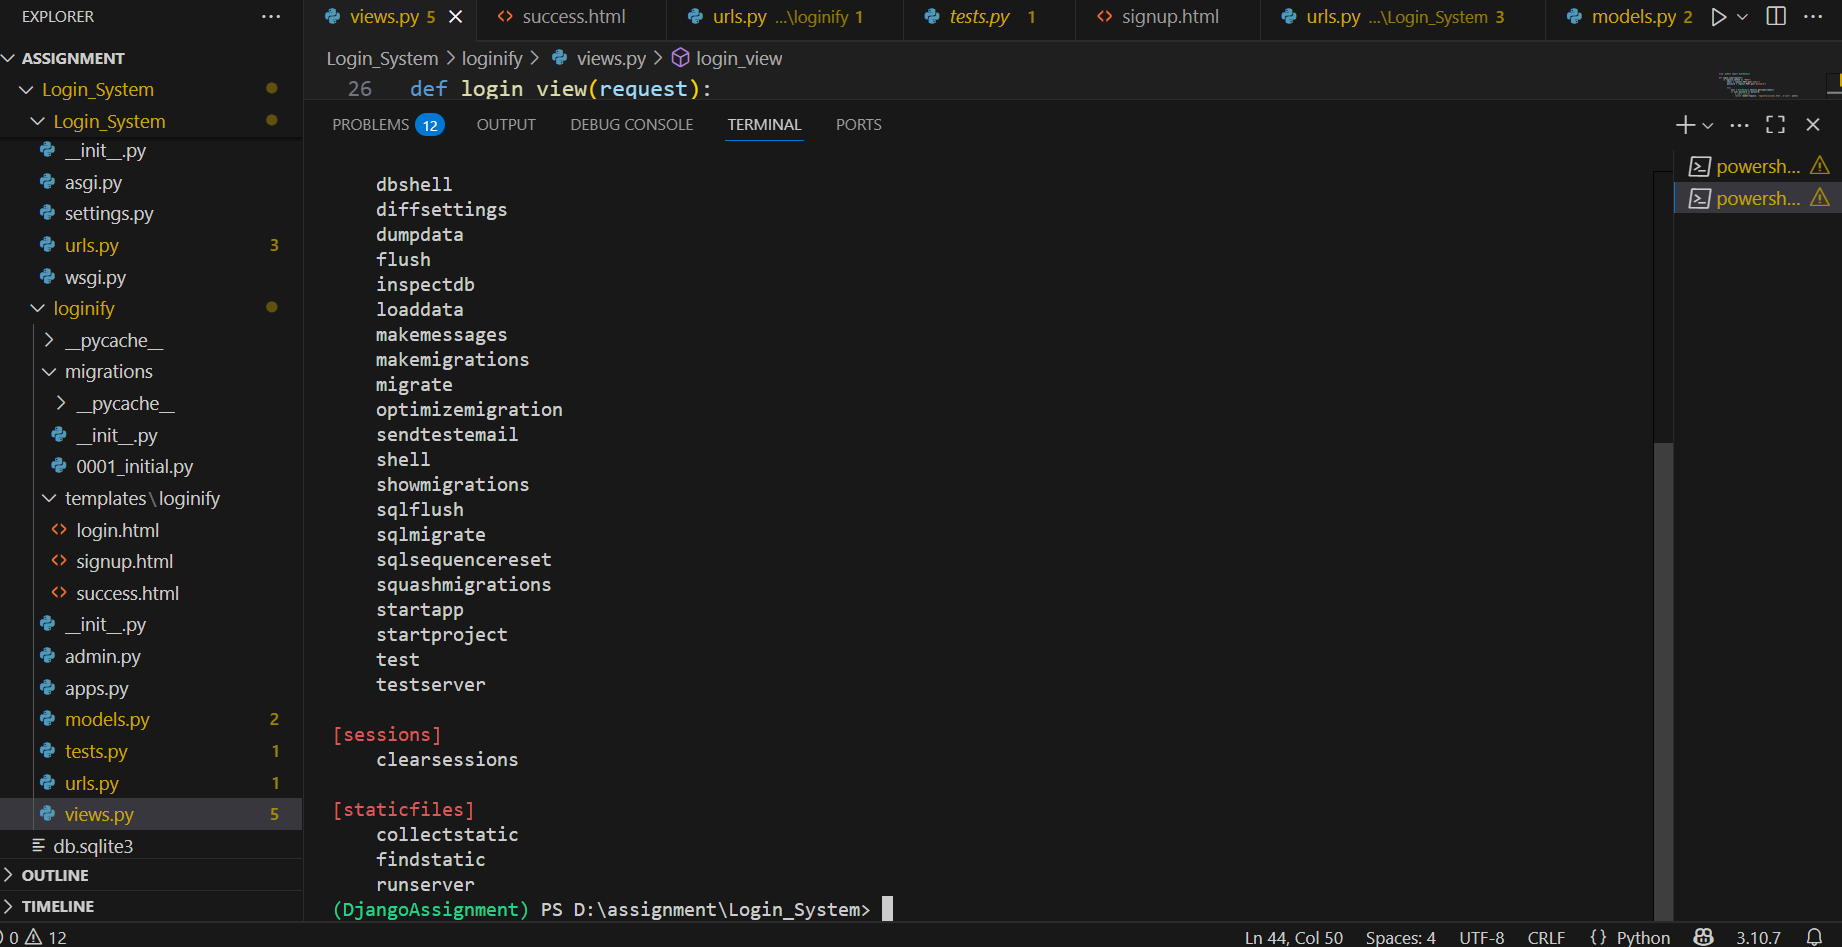 EXPLORER
ASSIGNMENT
Login_System
Login_System
__init__.py
asgi.py
settings.py
urls.py 3
wsgi.py
loginify
__pycache__
migrations
__pycache__
__init__.py
0001_initial.py
templates\loginify
login.html
signup.html
success.html
__init__.py
admin.py
apps.py
models.py 2
tests.py 1
urls.py 1
views.py 5
db.sqlite3
OUTLINE
TIMELINE
views.py 5 success.html urls.py ...\loginify 1 tests.py 1 signup.html urls.py ...\Login_System 3 models.py 2
Login_System > loginify > views.py > login_view
26 def login_view(request):
PROBLEMS 12 OUTPUT DEBUG CONSOLE TERMINAL PORTS
dbshell
diffsettings
dumpdata
flush
inspectdb
loaddata
makemessages
makemigrations
migrate
optimizemigration
sendtestemail
shell
showmigrations
sqlflush
sqlmigrate
sqlsequencereset
squashmigrations
startapp
startproject
test
testserver
[sessions]
clearsessions
[staticfiles]
collectstatic
findstatic
runserver
(DjangoAssignment) PS D:\assignment\Login_System>
powersh...
powersh...
0 12 Ln 44, Col 50 Spaces: 4 UTF-8 CRLF {} Python 3.10.7